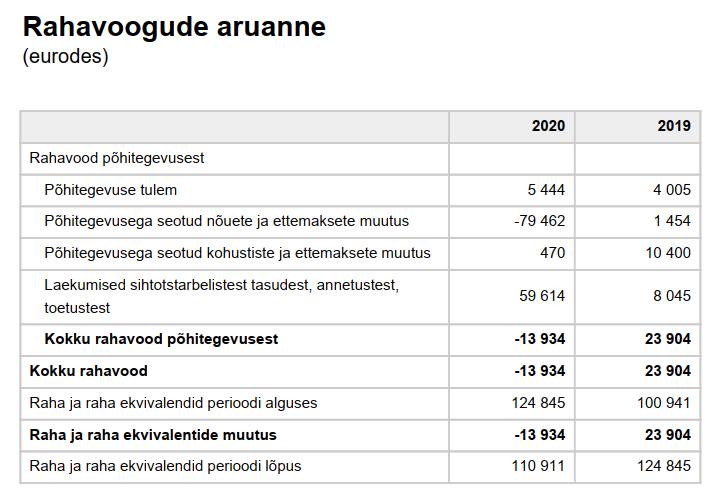 Rahavoogude aruanne
(eurodes)
2020 2019
Rahavood põhitegevusest
Põhitegevuse tulem 5 444 4 005
Põhitegevusega seotud nõuete ja ettemaksete muutus -79 462 1 454
Põhitegevusega seotud kohustiste ja ettemaksete muutus 470 10 400
Laekumised sihtotstarbelistest tasudest, annetustest,
toetustest 59 614 8 045
Kokku rahavood põhitegevusest -13 934 23 904
Kokku rahavood -13 934 23 904
Raha ja raha ekvivalendid perioodi alguses 124 845 100 941
Raha ja raha ekvivalentide muutus -13 934 23 904
Raha ja raha ekvivalendid perioodi lõpus 110 911 124 845